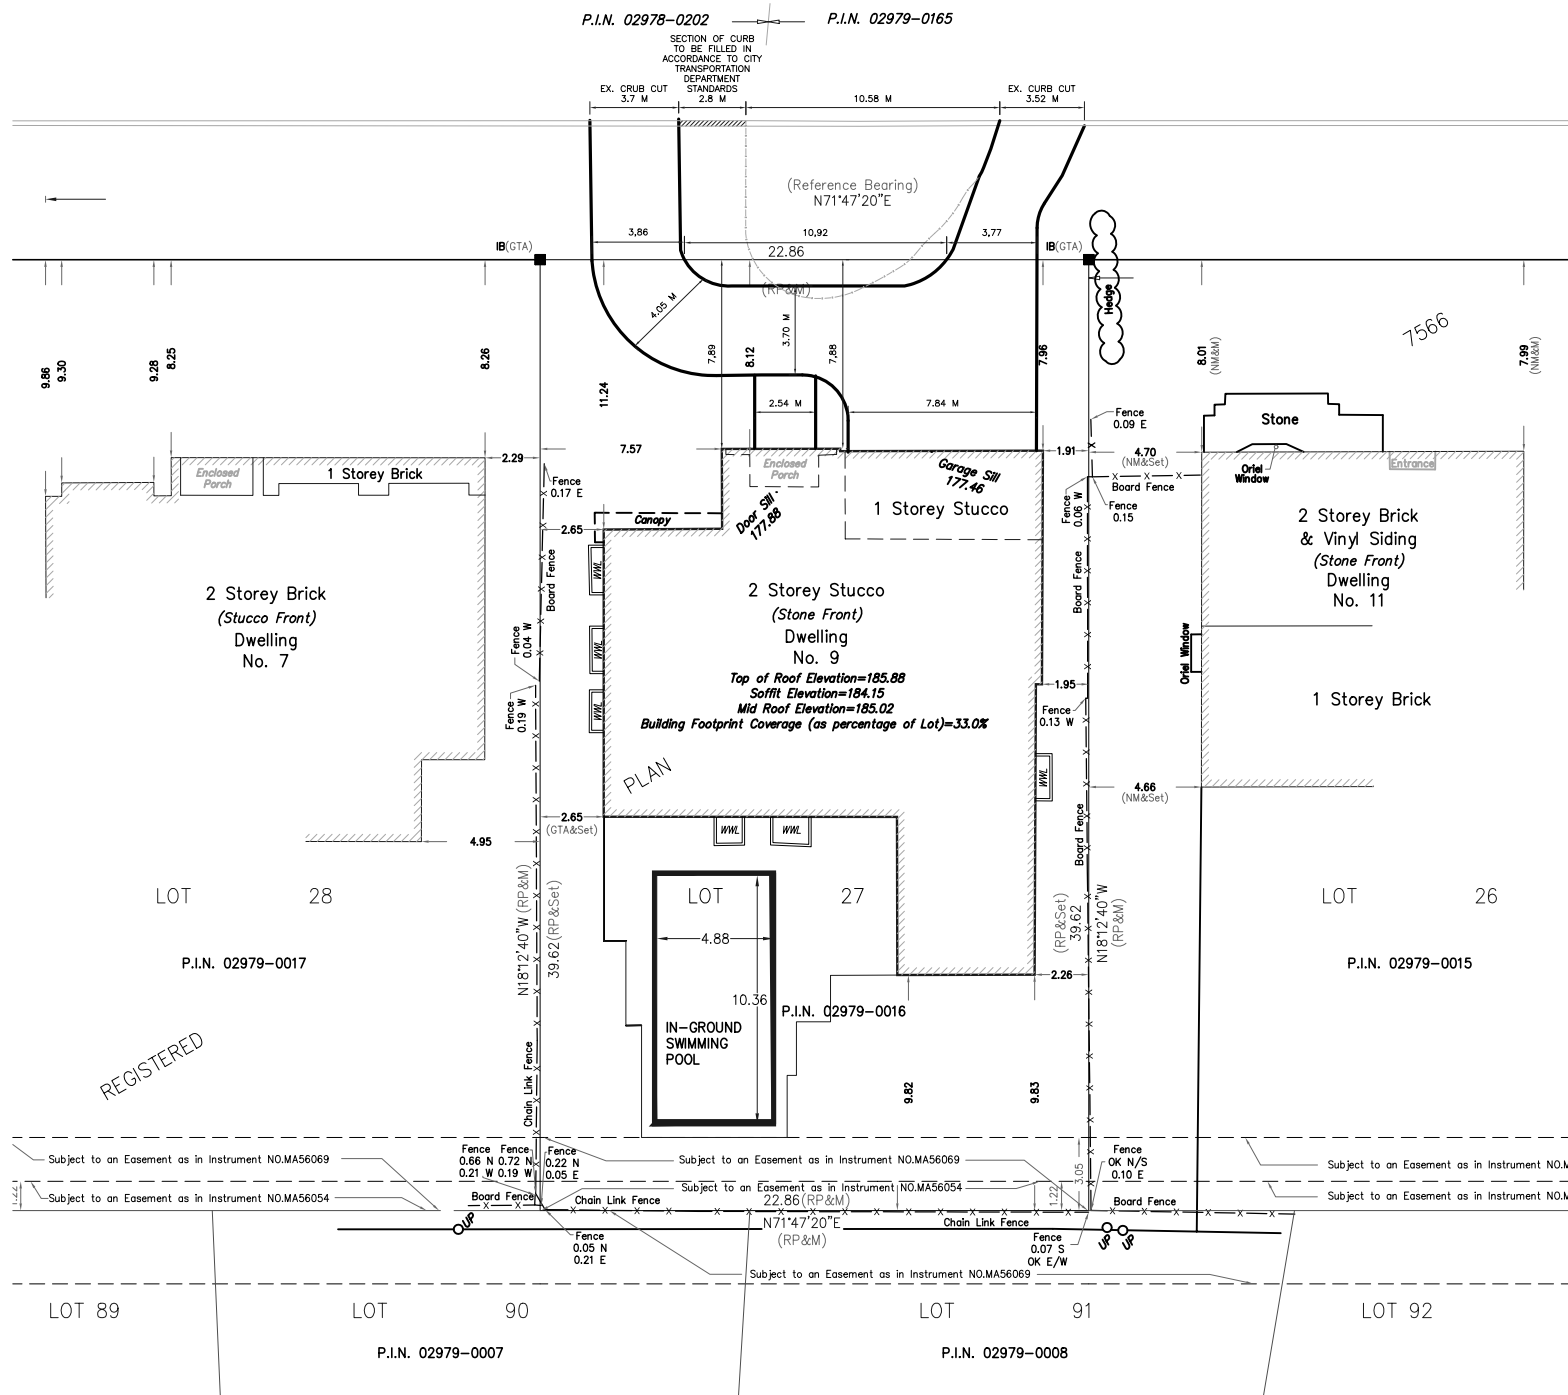 P.I.N. 02978-0202
P.I.N. 02979-0165
SECTION OF CURB
TO BE FILLED IN
ACCORDANCE TO CITY
TRANSPORTATION
DEPARTMENT
STANDARDS
EX. CRUB CUT
3.7 M
2.8 M
10.58 M
EX. CURB CUT
3.52 M
(Reference Bearing)
N71°47'20"E
3,86
10,92
3,77
22.86
(RP&M)
IB(GTA)
IB(GTA)
4.05 M
3.70 M
Hedge
7566
9.86
9.30
9.28
8.25
8.26
11.24
7,89
8.12
7,88
7.96
8.01
(NM&M)
7.99
(NM&M)
2.54 M
7.84 M
Fence
0.09 E
Stone
2.29
7.57
1.91
4.70
(NM&Set)
Oriel
Window
Entrance
Enclosed
Porch
1 Storey Brick
Fence
0.17 E
Enclosed
Porch
Garage Sill
177.46
Door Sill
177.88
1 Storey Stucco
Fence
0.06 W
Board Fence
Fence
0.15
Canopy
2.65
WWL
WWL
WWL
Board Fence
Board Fence
2 Storey Brick
(Stucco Front)
Dwelling
No. 7
2 Storey Stucco
(Stone Front)
Dwelling
No. 9
Top of Roof Elevation=185.88
Soffit Elevation=184.15
Mid Roof Elevation=185.02
Building Footprint Coverage (as percentage of Lot)=33.0%
2 Storey Brick
& Vinyl Siding
(Stone Front)
Dwelling
No. 11
Fence
0.04 W
Fence
0.19 W
1.95
Fence
0.13 W
Oriel Window
1 Storey Brick
PLAN
WWL
4.66
(NM&Set)
2.65
(GTA&Set)
WWL
WWL
4.95
Board Fence
LOT 28
LOT 27
LOT 26
N18°12'40"W (RP&M)
39.62(RP&Set)
4.88
10.36
IN-GROUND
SWIMMING
POOL
(RP&Set)
39.62
N18°12'40"W
(RP&M)
2.26
P.I.N. 02979-0017
P.I.N. 02979-0016
P.I.N. 02979-0015
REGISTERED
Chain Link Fence
9.82
9.83
Fence
0.66 N
0.21 W
Fence
0.72 N
0.19 W
Fence
0.22 N
0.05 E
Fence
OK N/S
0.10 E
Subject to an Easement as in Instrument NO.MA56069
Subject to an Easement as in Instrument NO.MA56069
Subject to an Easement as in Instrument NO.M
3.05
1.22
1.22
Subject to an Easement as in Instrument NO.MA56054
Subject to an Easement as in Instrument NO.MA56054
Subject to an Easement as in Instrument NO.M
Board Fence
Chain Link Fence
22.86(RP&M)
Board Fence
UP
N71°47'20"E
(RP&M)
Chain Link Fence
UP
UP
Fence
0.05 N
0.21 E
Fence
0.07 S
OK E/W
Subject to an Easement as in Instrument NO.MA56069
LOT 89
LOT 90
LOT 91
LOT 92
P.I.N. 02979-0007
P.I.N. 02979-0008